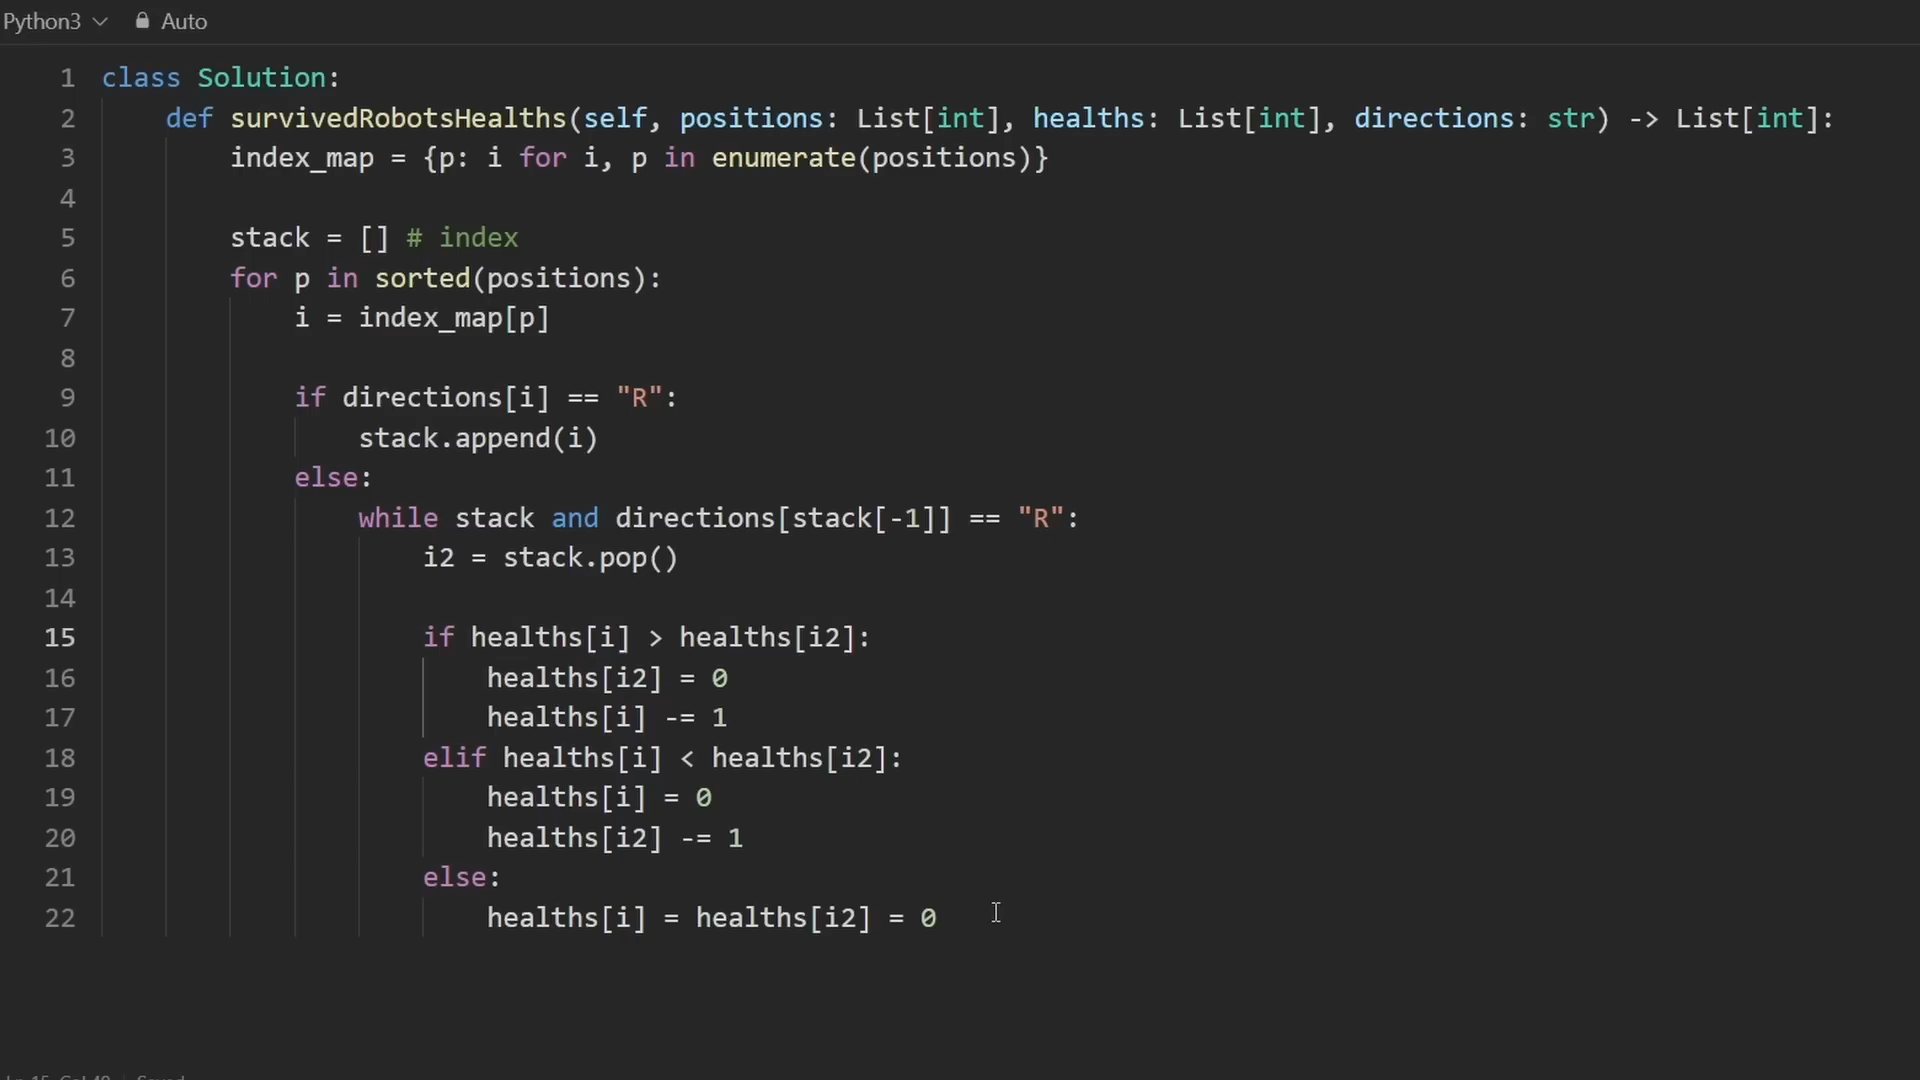 Python3 Auto
1 class Solution:
2 def survivedRobotsHealths(self, positions: List[int], healths: List[int], directions: str) -> List[int]:
3 index_map = {p: i for i, p in enumerate(positions)}
4
5 stack = [] # index
6 for p in sorted(positions):
7 i = index_map[p]
8
9 if directions[i] == "R":
10 stack.append(i)
11 else:
12 while stack and directions[stack[-1]] == "R":
13 i2 = stack.pop()
14
15 if healths[i] > healths[i2]:
16 healths[i2] = 0
17 healths[i] -= 1
18 elif healths[i] < healths[i2]:
19 healths[i] = 0
20 healths[i2] -= 1
21 else:
22 healths[i] = healths[i2] = 0